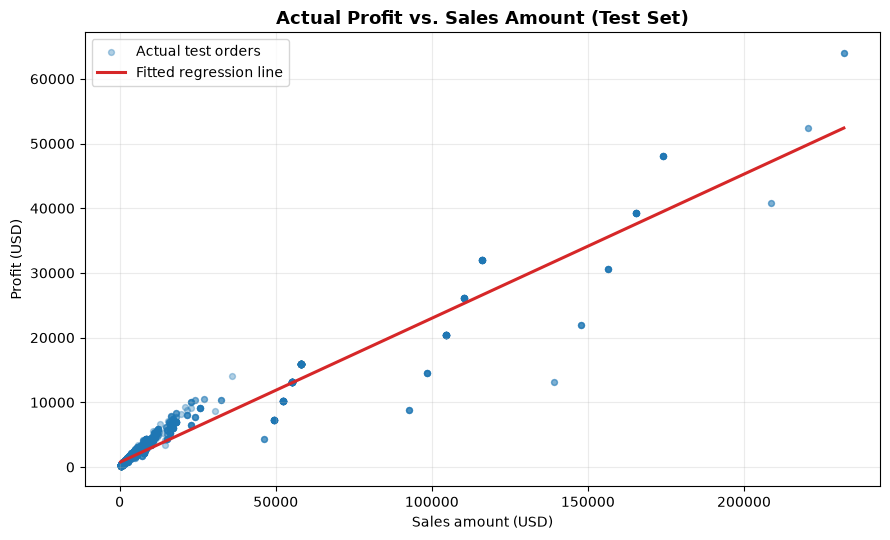 Actual Profit vs. Sales Amount (Test Set)
Actual test orders
Fitted regression line
Profit (USD)
60000
50000
40000
30000
20000
10000
0
0 50000 100000 150000 200000
Sales amount (USD)